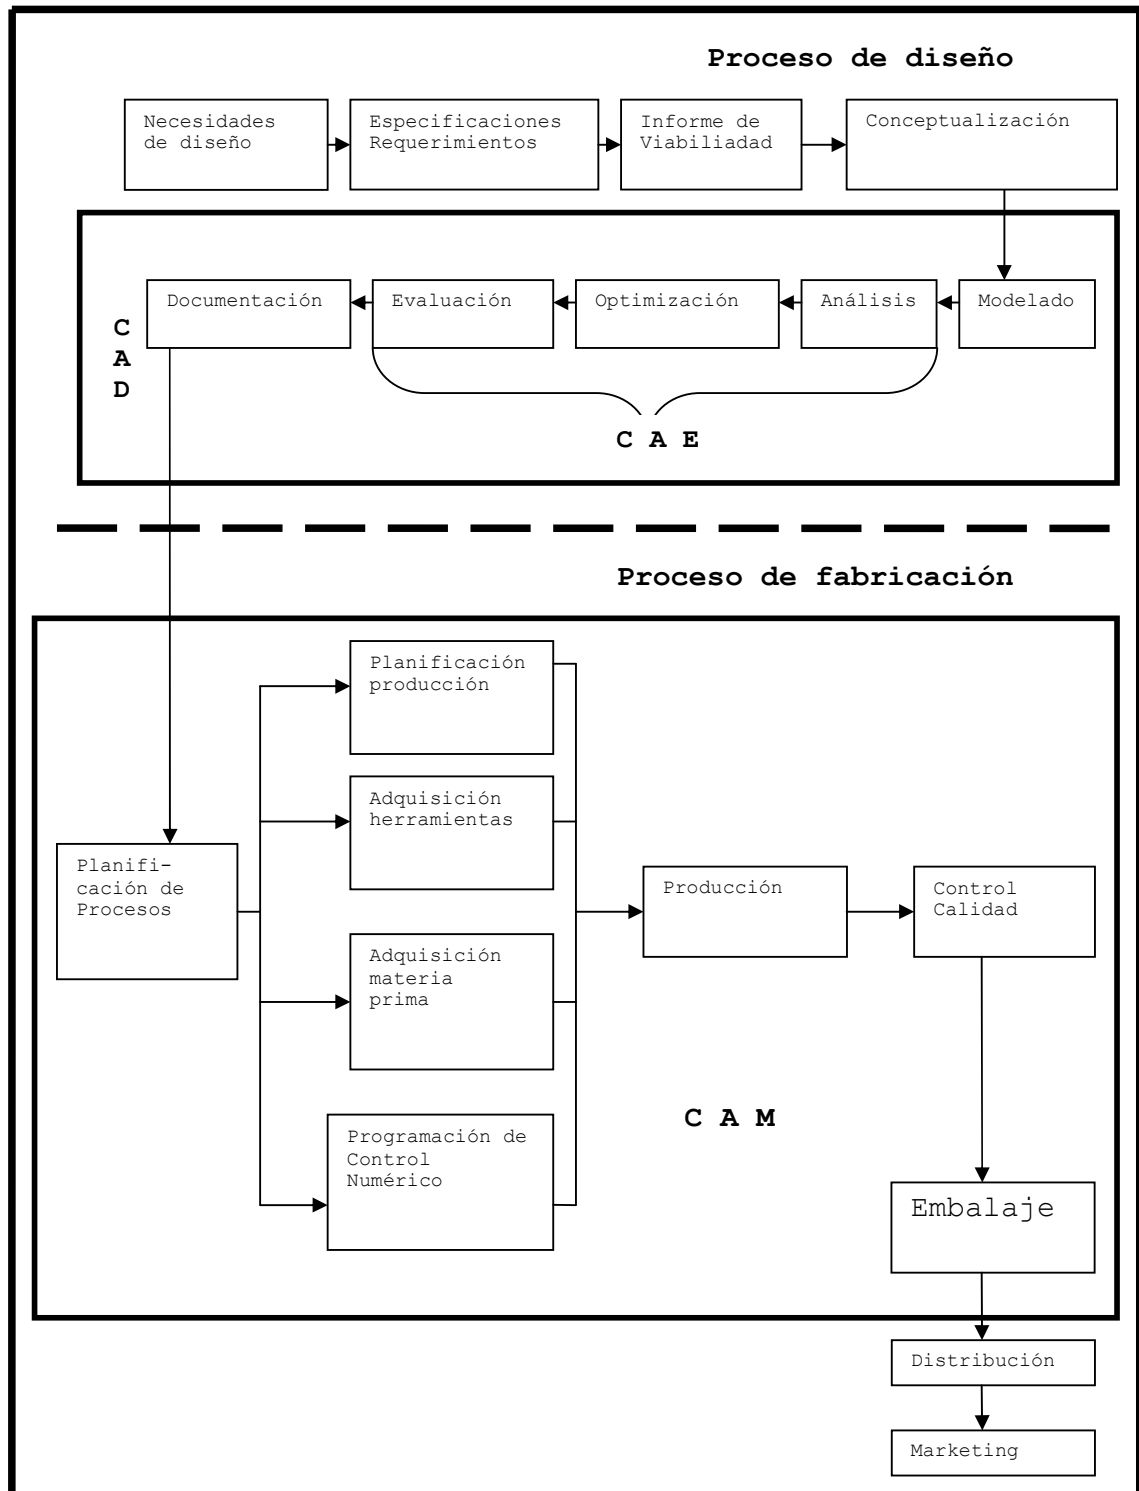 Proceso de diseño
Necesidades
de diseño
Especificaciones
Requerimientos
Informe de
Viabiliadad
Conceptualización
Documentación
Evaluación
Optimización
Análisis
Modelado
C
A
D
C A E
Proceso de fabricación
Planificación
producción
Adquisición
herramientas
Planifi-
cación de
Procesos
Producción
Control
Calidad
Adquisición
materia
prima
C A M
Programación de
Control
Numérico
Embalaje
Distribución
Marketing